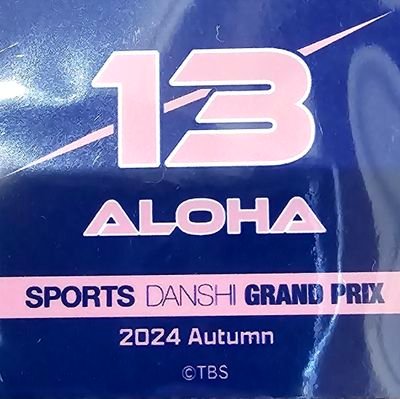 13
ALOHA
SPORTS DANSHI GRAND PRIX
2024 Autumn
©TBS